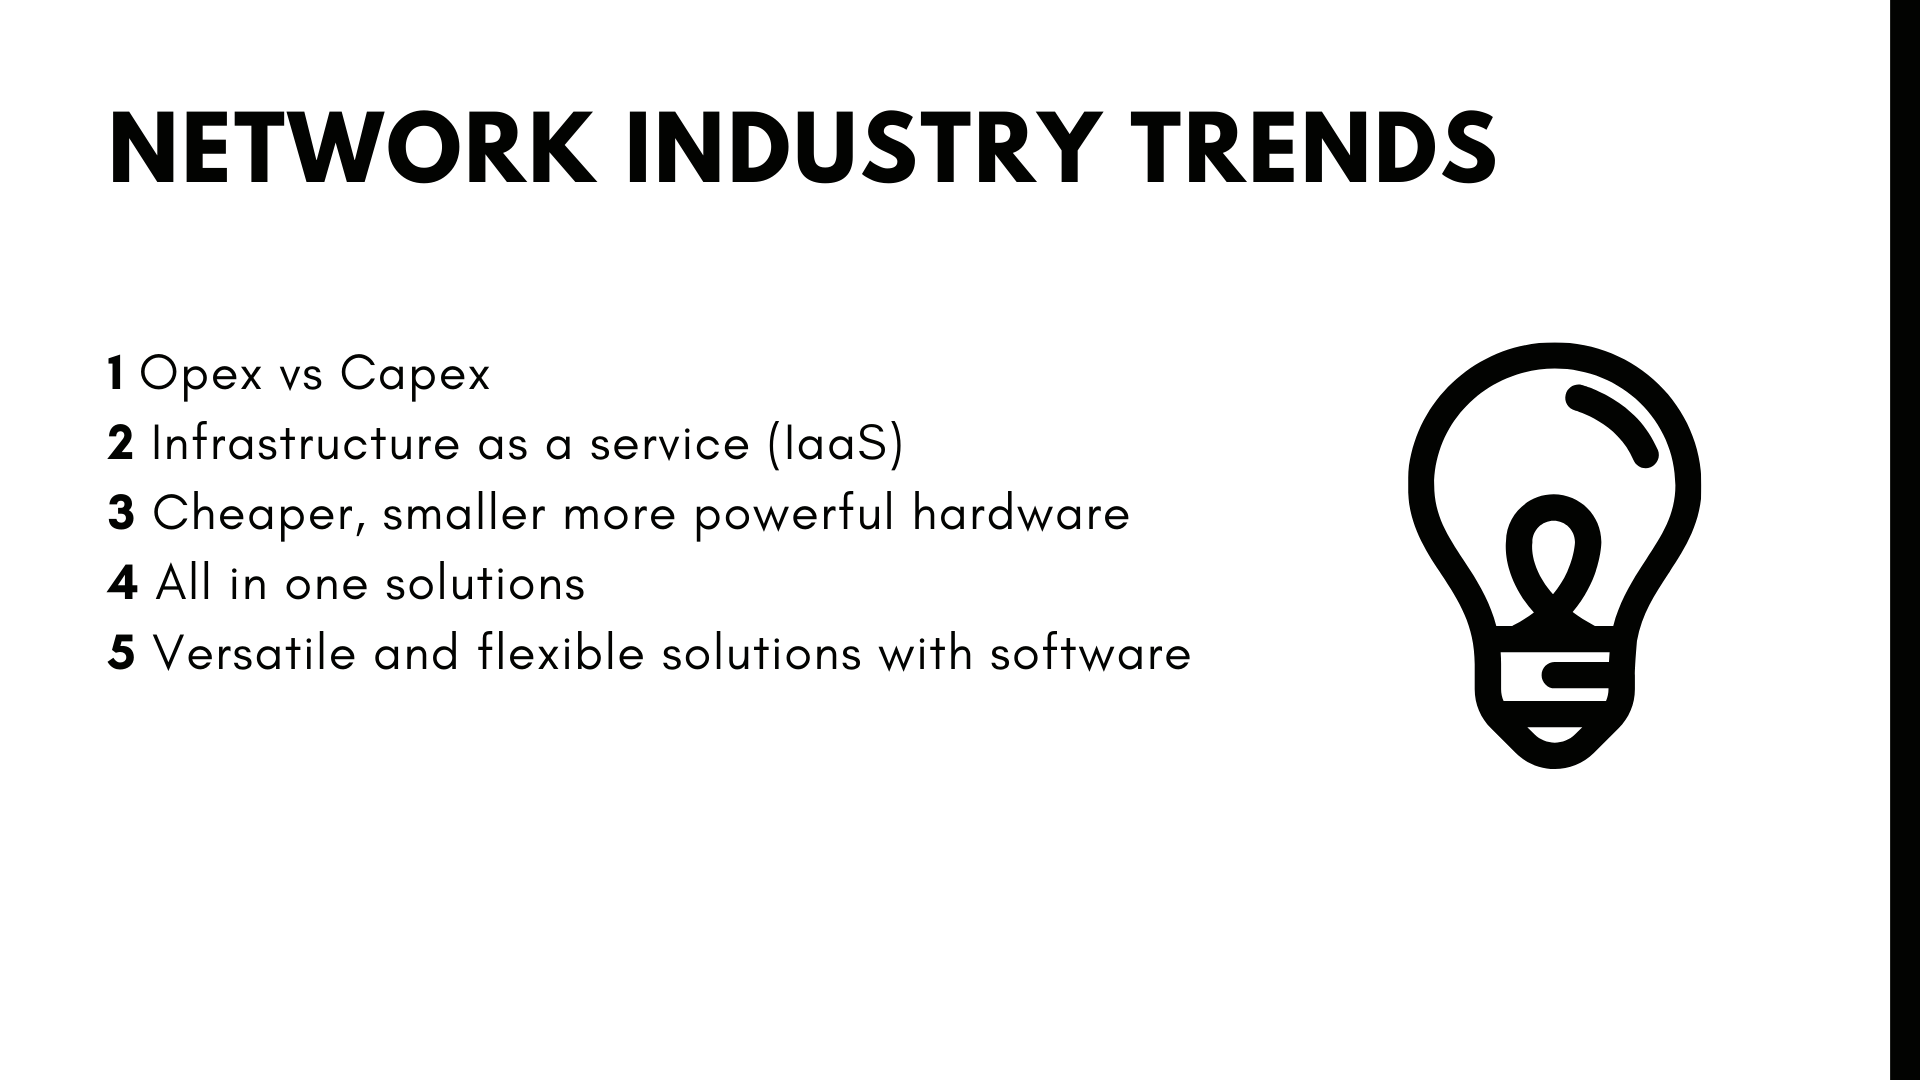 NETWORK INDUSTRY TRENDS
1 Opex vs Capex
2 Infrastructure as a service (IaaS)
3 Cheaper, smaller more powerful hardware
4 All in one solutions
5 Versatile and flexible solutions with software